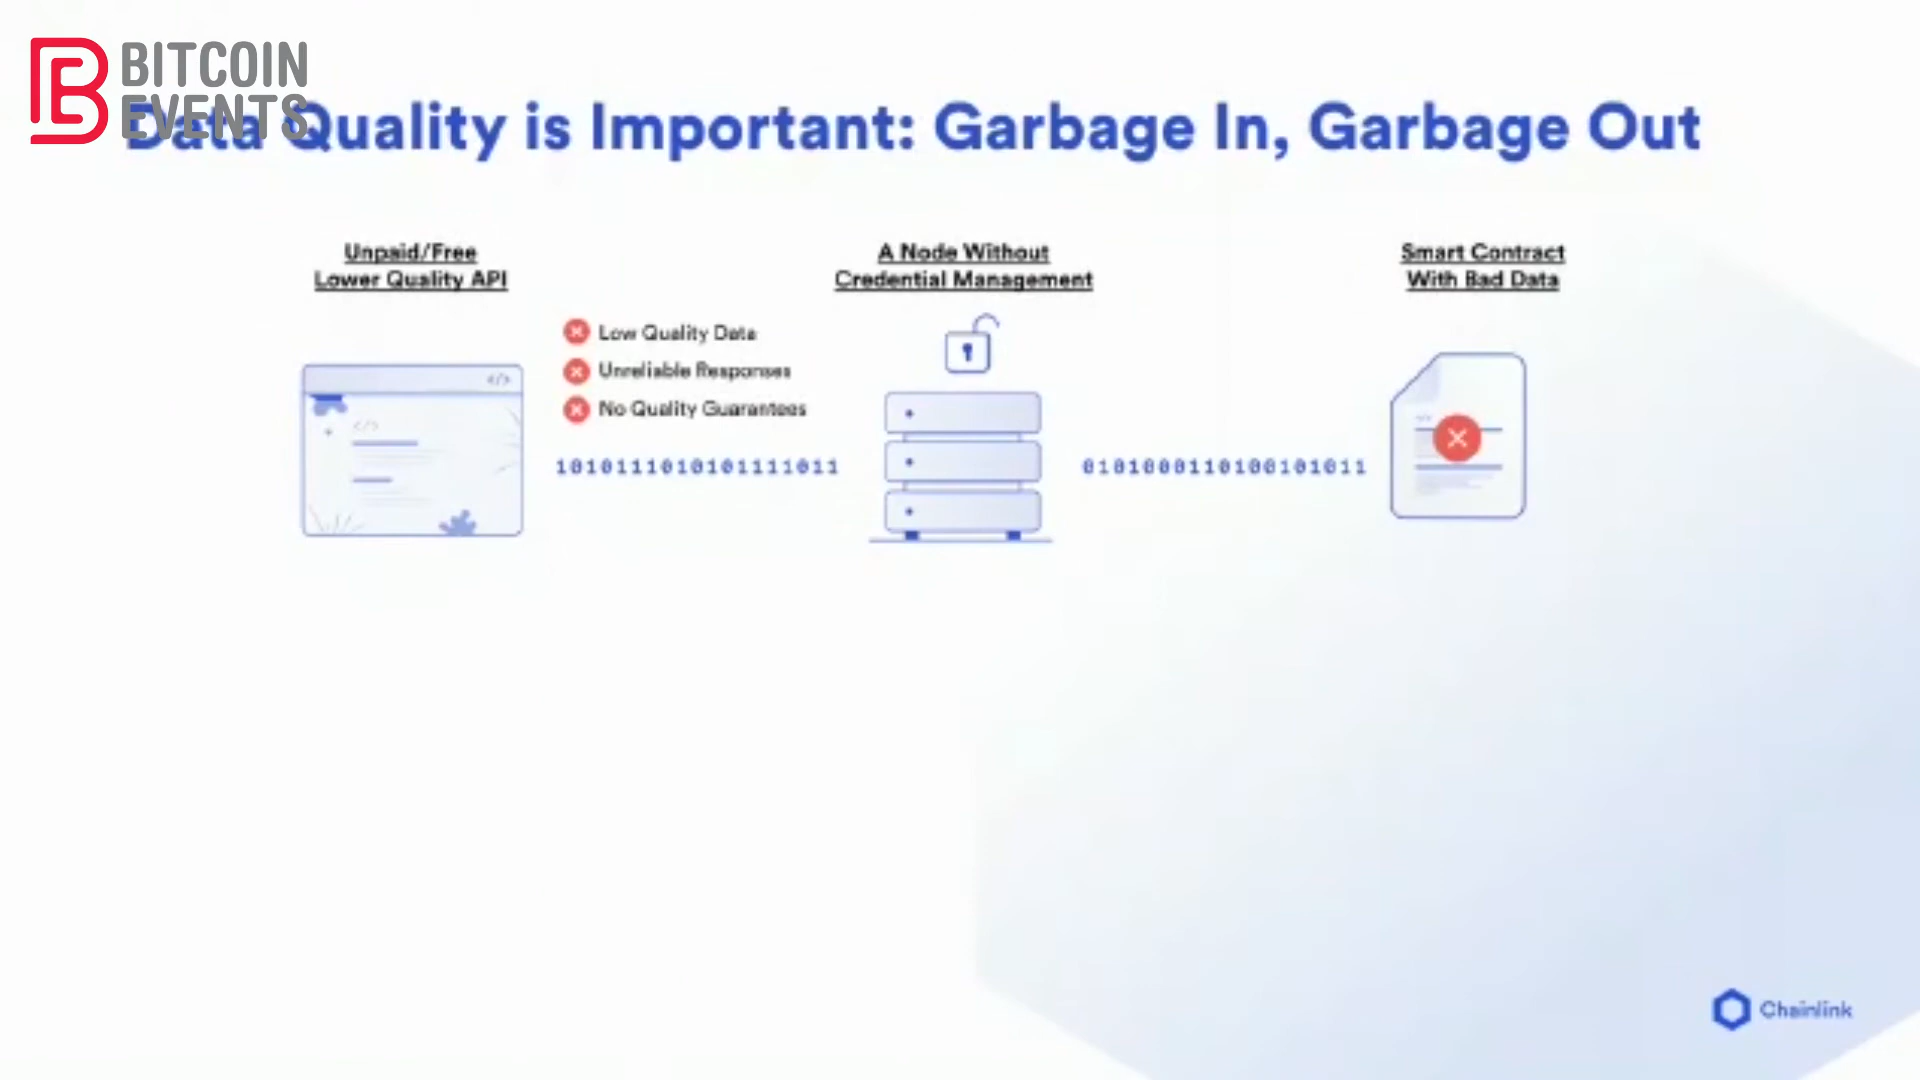 BITCOIN
EVENTS
Data Quality is Important: Garbage In, Garbage Out
Unpaid/Free
Lower Quality API
A Node Without
Credential Management
Smart Contract
With Bad Data
Low Quality Data
Unreliable Responses
No Quality Guarantees
</>
</>
1010111010101111011
0101000110100101011
Chainlink